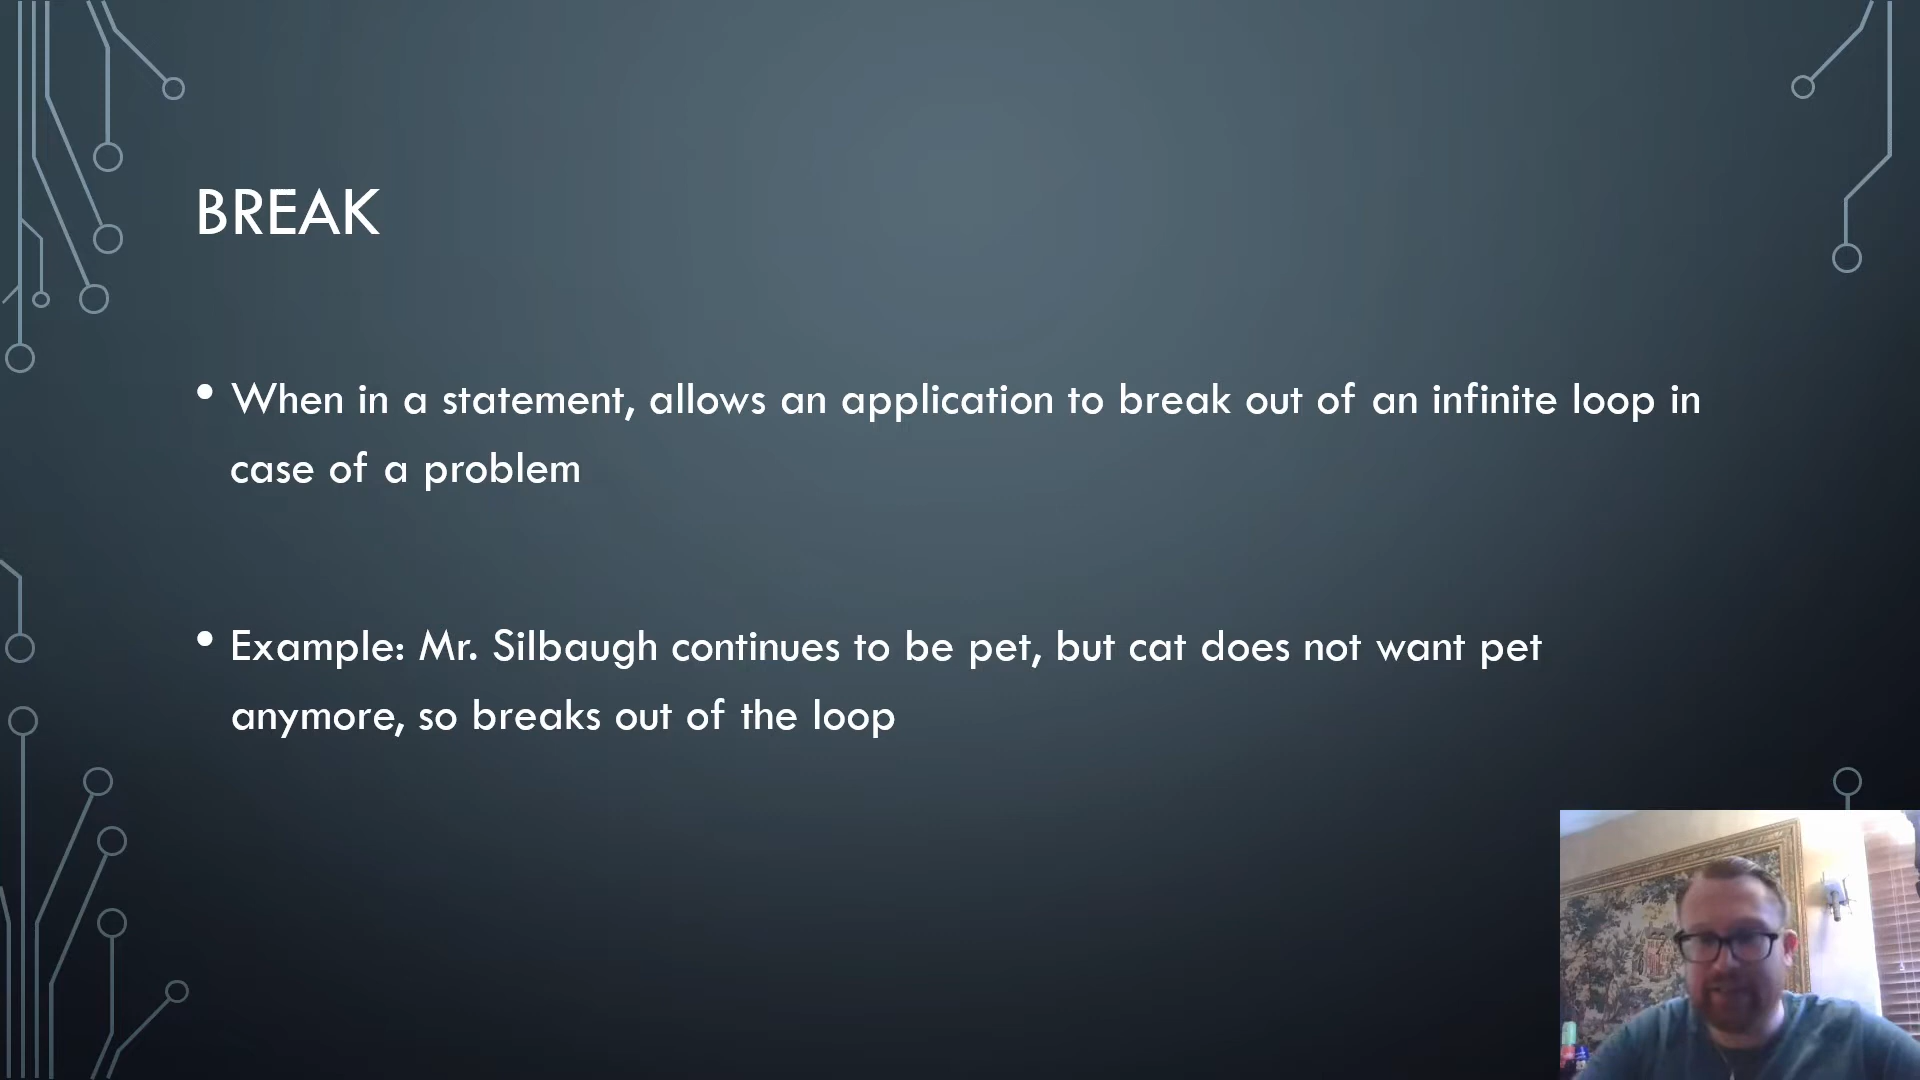 BREAK
• When in a statement, allows an application to break out of an infinite loop in
case of a problem
• Example: Mr. Silbaugh continues to be pet, but cat does not want pet
anymore, so breaks out of the loop